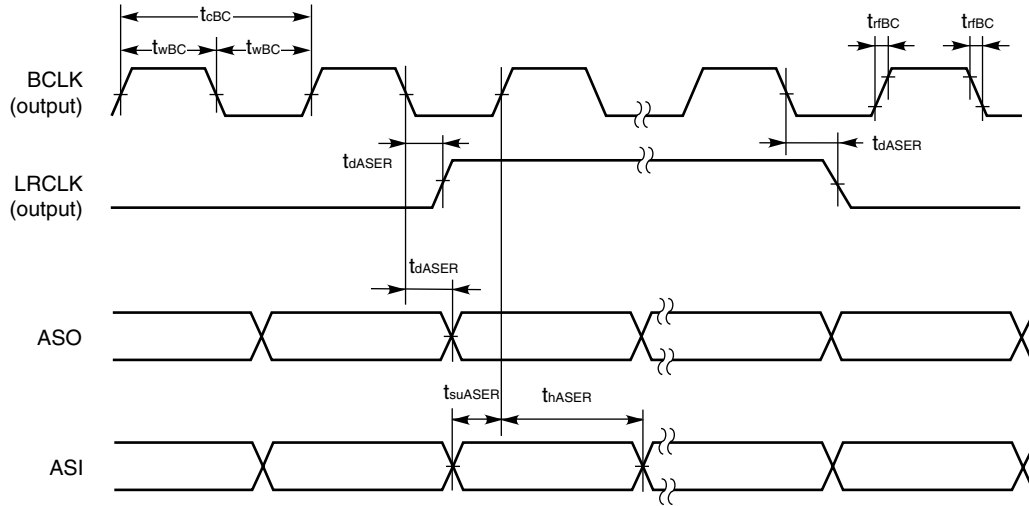 tcBC
twBC twBC
trfBC trfBC
BCLK
(output)
tdASER tdASER
LRCLK
(output)
tdASER
ASO
tsuASER thASER
ASI